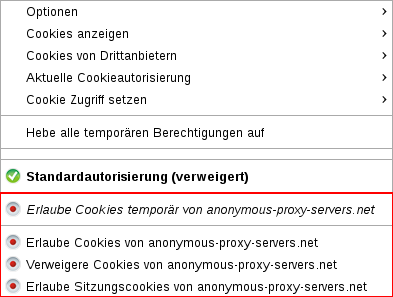 Optionen
Cookies anzeigen
Cookies von Drittanbietern
Aktuelle Cookieautorisierung
Cookie Zugriff setzen
Hebe alle temporären Berechtigungen auf
Standardautorisierung (verweigert)
Erlaube Cookies temporär von anonymous-proxy-servers.net
Erlaube Cookies von anonymous-proxy-servers.net
Verweigere Cookies von anonymous-proxy-servers.net
Erlaube Sitzungscookies von anonymous-proxy-servers.net